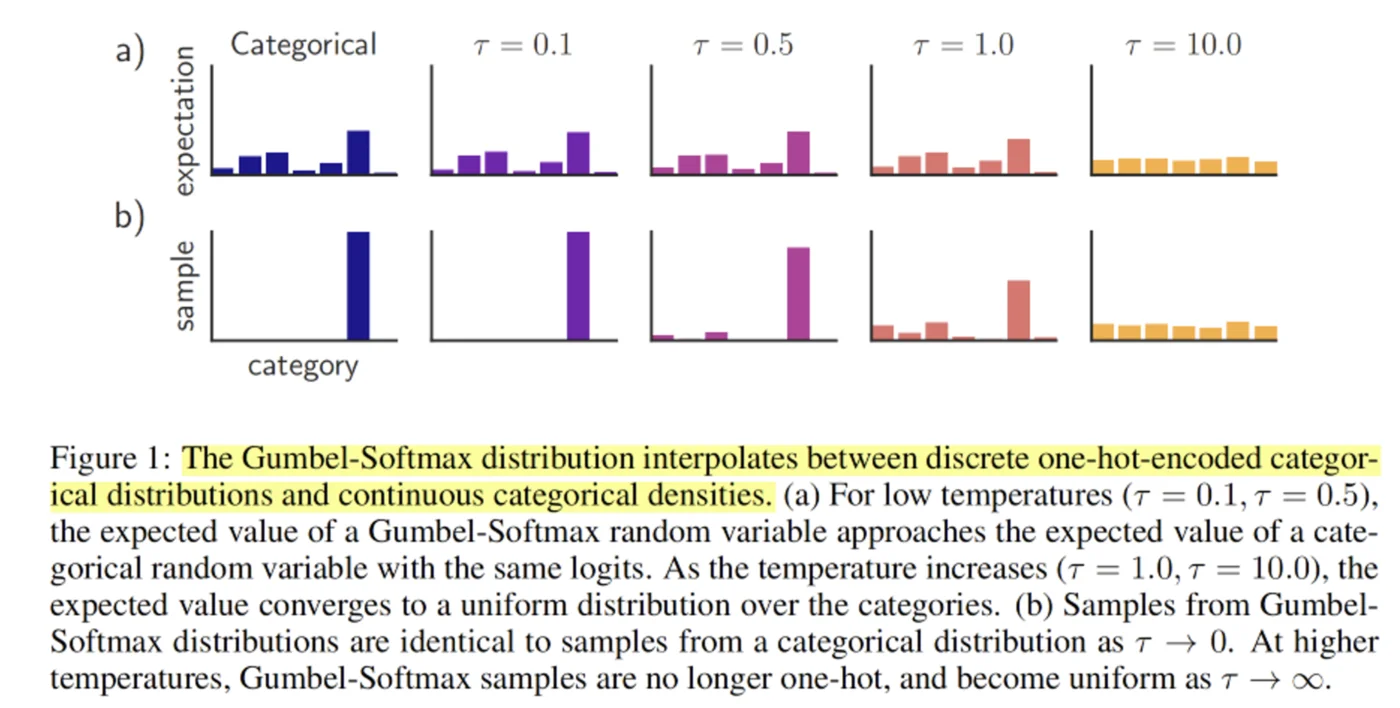 a) Categorical τ = 0.1 τ = 0.5 τ = 1.0 τ = 10.0
expectation
b)
sample
category
Figure 1: The Gumbel-Softmax distribution interpolates between discrete one-hot-encoded categor-
ical distributions and continuous categorical densities. (a) For low temperatures (τ = 0.1, τ = 0.5),
the expected value of a Gumbel-Softmax random variable approaches the expected value of a cate-
gorical random variable with the same logits. As the temperature increases (τ = 1.0, τ = 10.0), the
expected value converges to a uniform distribution over the categories. (b) Samples from Gumbel-
Softmax distributions are identical to samples from a categorical distribution as τ → 0. At higher
temperatures, Gumbel-Softmax samples are no longer one-hot, and become uniform as τ → ∞.